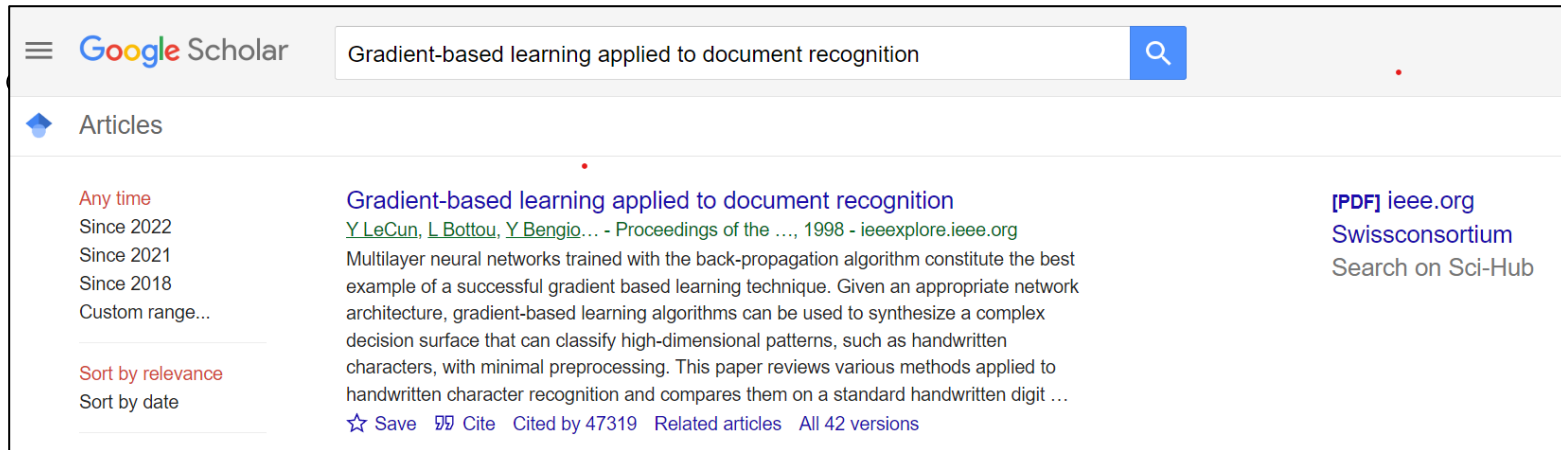 Google Scholar
Gradient-based learning applied to document recognition
Articles
Any time
Since 2022
Since 2021
Since 2018
Custom range...
Sort by relevance
Sort by date
Gradient-based learning applied to document recognition
Y LeCun, L Bottou, Y Bengio… - Proceedings of the …, 1998 - ieeexplore.ieee.org
Multilayer neural networks trained with the back-propagation algorithm constitute the best
example of a successful gradient based learning technique. Given an appropriate network
architecture, gradient-based learning algorithms can be used to synthesize a complex
decision surface that can classify high-dimensional patterns, such as handwritten
characters, with minimal preprocessing. This paper reviews various methods applied to
handwritten character recognition and compares them on a standard handwritten digit …
Save Cite Cited by 47319 Related articles All 42 versions
[PDF] ieee.org
Swissconsortium
Search on Sci-Hub